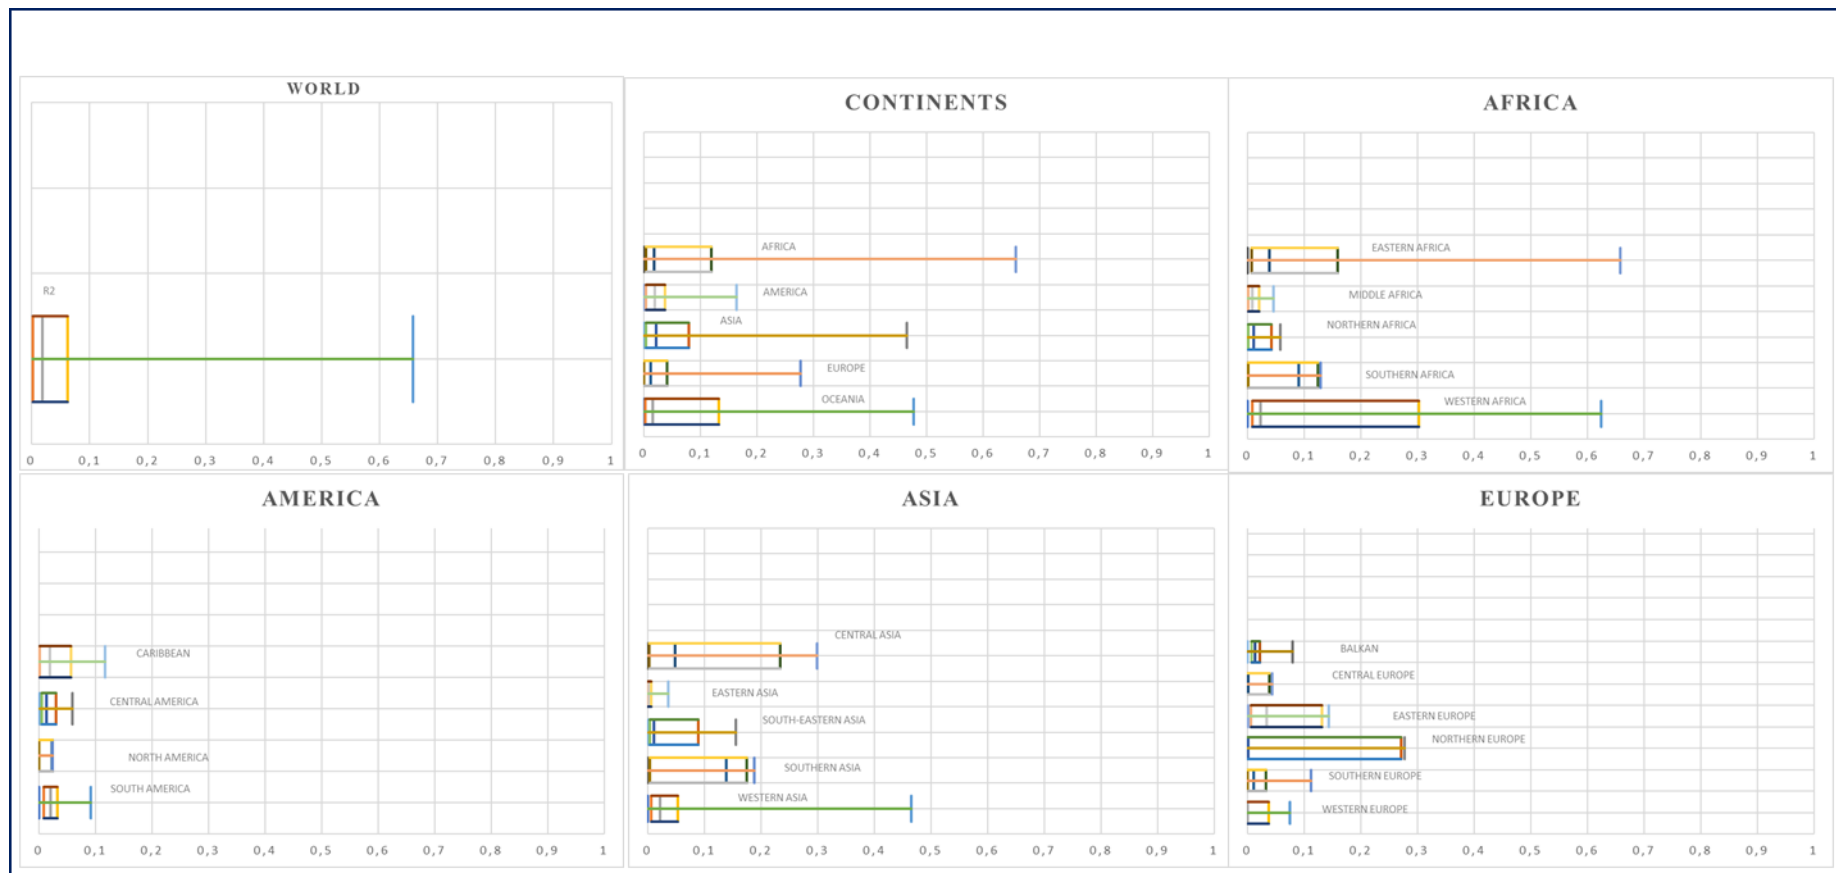 WORLD
R2
0 0,1 0,2 0,3 0,4 0,5 0,6 0,7 0,8 0,9 1
CONTINENTS
AFRICA
AMERICA
ASIA
EUROPE
OCEANIA
0 0,1 0,2 0,3 0,4 0,5 0,6 0,7 0,8 0,9 1
AFRICA
EASTERN AFRICA
MIDDLE AFRICA
NORTHERN AFRICA
SOUTHERN AFRICA
WESTERN AFRICA
0 0,1 0,2 0,3 0,4 0,5 0,6 0,7 0,8 0,9 1
AMERICA
CARIBBEAN
CENTRAL AMERICA
NORTH AMERICA
SOUTH AMERICA
0 0,1 0,2 0,3 0,4 0,5 0,6 0,7 0,8 0,9 1
ASIA
CENTRAL ASIA
EASTERN ASIA
SOUTH-EASTERN ASIA
SOUTHERN ASIA
WESTERN ASIA
0 0,1 0,2 0,3 0,4 0,5 0,6 0,7 0,8 0,9 1
EUROPE
BALKAN
CENTRAL EUROPE
EASTERN EUROPE
NORTHERN EUROPE
SOUTHERN EUROPE
WESTERN EUROPE
0 0,1 0,2 0,3 0,4 0,5 0,6 0,7 0,8 0,9 1